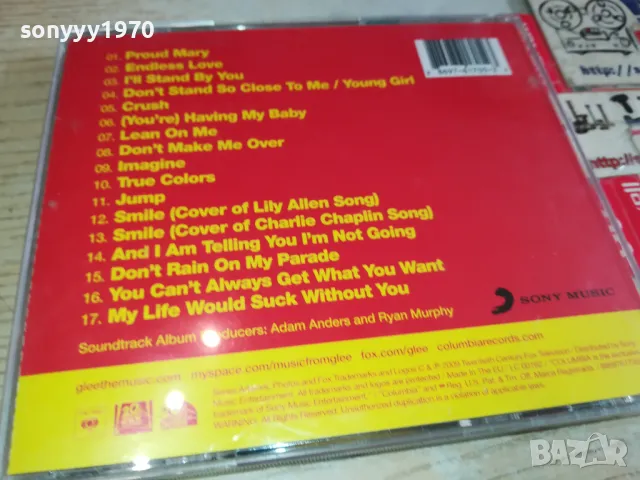 sonyyy1970
01. Proud Mary
02. Endless Love
03. I'll Stand By You
04. Don't Stand So Close To Me / Young Girl
05. Crush
06. (You're) Having My Baby
07. Lean On Me
08. Don't Make Me Over
09. Imagine
10. True Colors
11. Jump
12. Smile (Cover of Lily Allen Song)
13. Smile (Cover of Charlie Chaplin Song)
14. And I Am Telling You I'm Not Going
15. Don't Rain On My Parade
16. You Can't Always Get What You Want
17. My Life Would Suck Without You
SONY MUSIC
Soundtrack Album Producers: Adam Anders and Ryan Murphy
gleethemusic.com myspace.com/musicfromglee fox.com/glee columbiarecords.com
http://
http://
bazar
БАЗАР